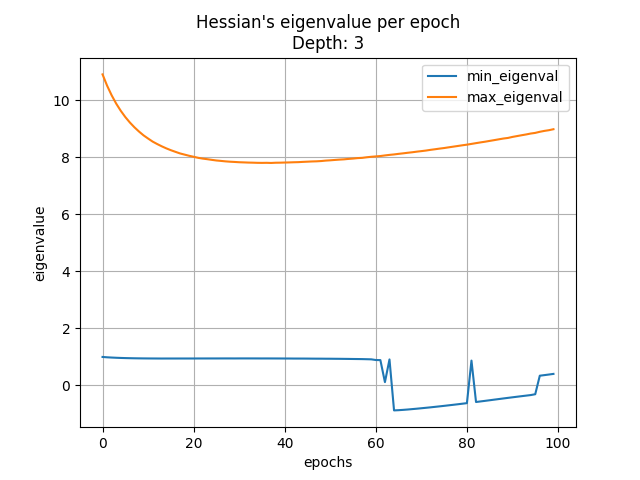 Hessian's eigenvalue per epoch
Depth: 3
min_eigenval
max_eigenval
eigenvalue
10
8
6
4
2
0
0 20 40 60 80 100
epochs